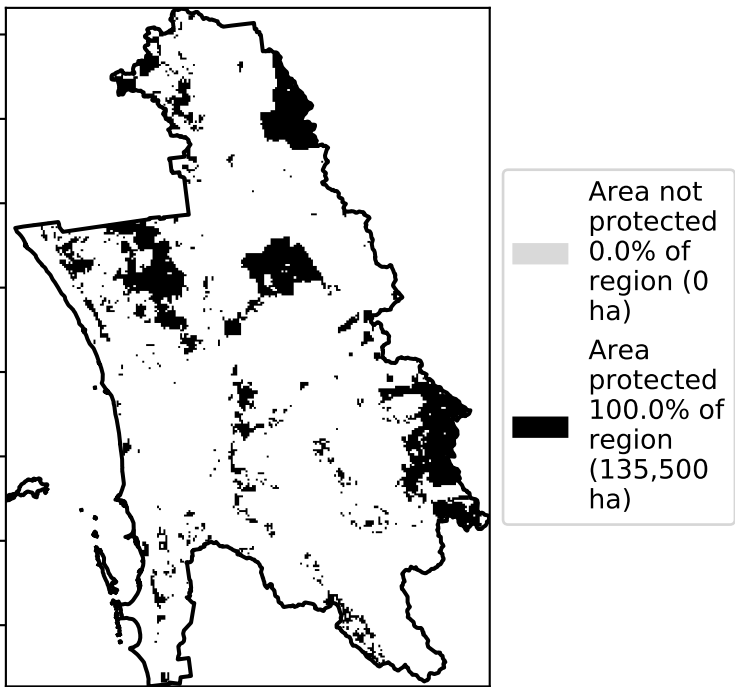 Area not
protected
0.0% of
region (0
ha)
Area
protected
100.0% of
region
(135,500
ha)